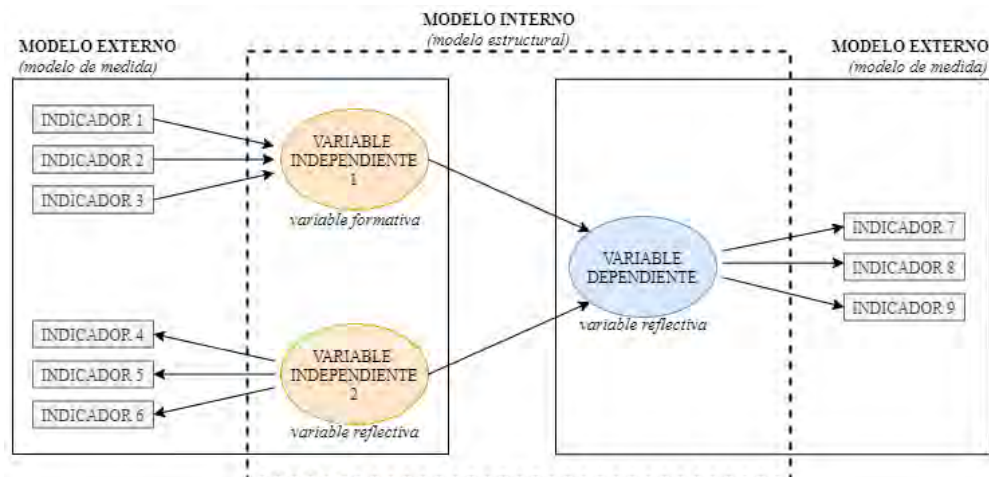 MODELO INTERNO
(modelo estructural)
MODELO EXTERNO
(modelo de medida)
MODELO EXTERNO
(modelo de medida)
INDICADOR 1
INDICADOR 2
INDICADOR 3
VARIABLE
INDEPENDIENTE
1
variable formativa
INDICADOR 4
INDICADOR 5
INDICADOR 6
VARIABLE
INDEPENDIENTE
2
variable reflectiva
VARIABLE
DEPENDIENTE
variable reflectiva
INDICADOR 7
INDICADOR 8
INDICADOR 9